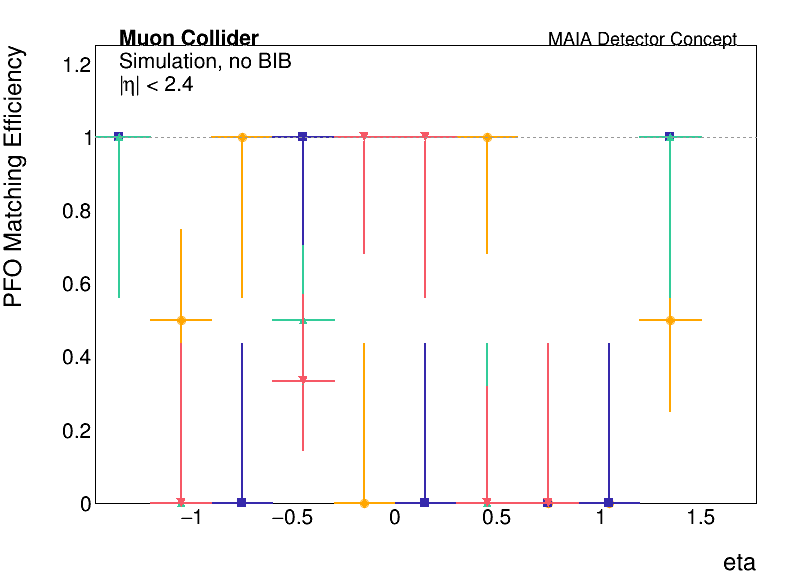 Muon Collider
MAIA Detector Concept
Simulation, no BIB
|η| < 2.4
PFO Matching Efficiency
1.2
1
0.8
0.6
0.4
0.2
0
−1
−0.5
0
0.5
1
1.5
eta